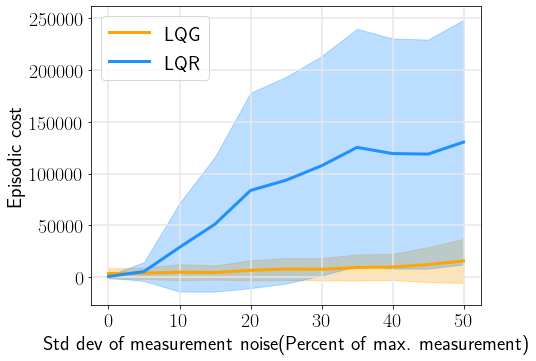 250000
200000
150000
100000
50000
0
Episodic cost
LQG
LQR
0 10 20 30 40 50
Std dev of measurement noise(Percent of max. measurement)